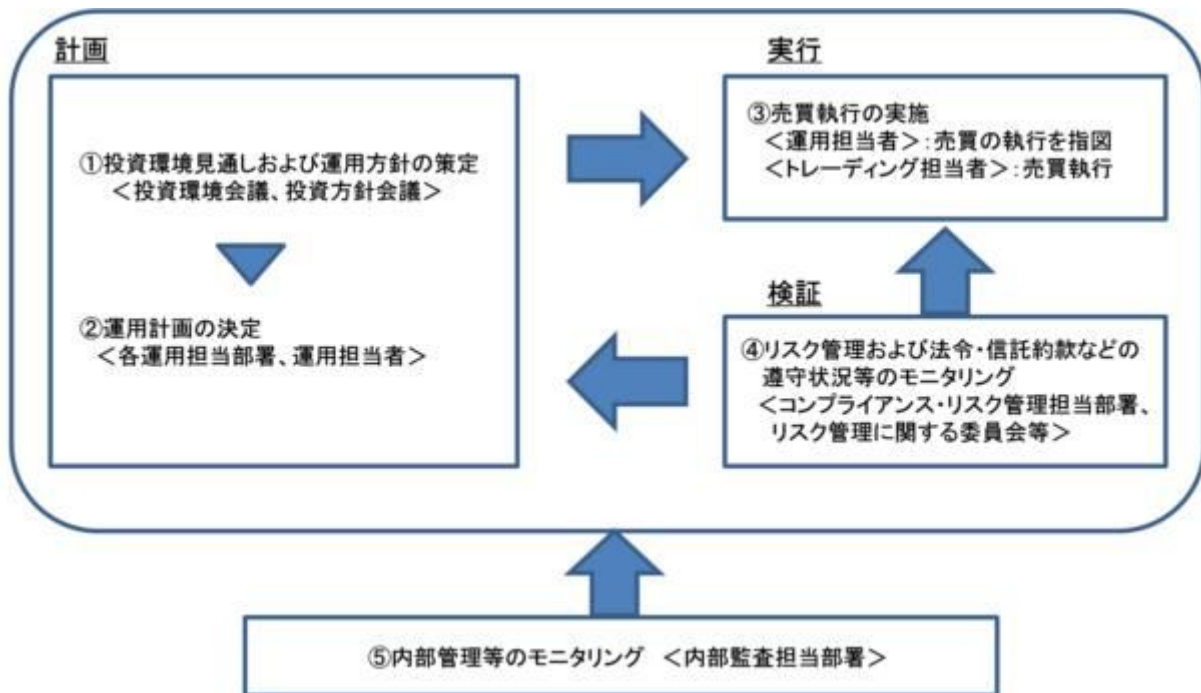 計画
①投資環境見通しおよび運用方針の策定
＜投資環境会議、投資方針会議＞
②運用計画の決定
＜各運用担当部署、運用担当者＞
実行
③売買執行の実施
＜運用担当者＞：売買の執行を指図
＜トレーディング担当者＞：売買執行
検証
④リスク管理および法令・信託約款などの
遵守状況等のモニタリング
＜コンプライアンス・リスク管理担当部署、
リスク管理に関する委員会等＞
⑤内部管理等のモニタリング　＜内部監査担当部署＞